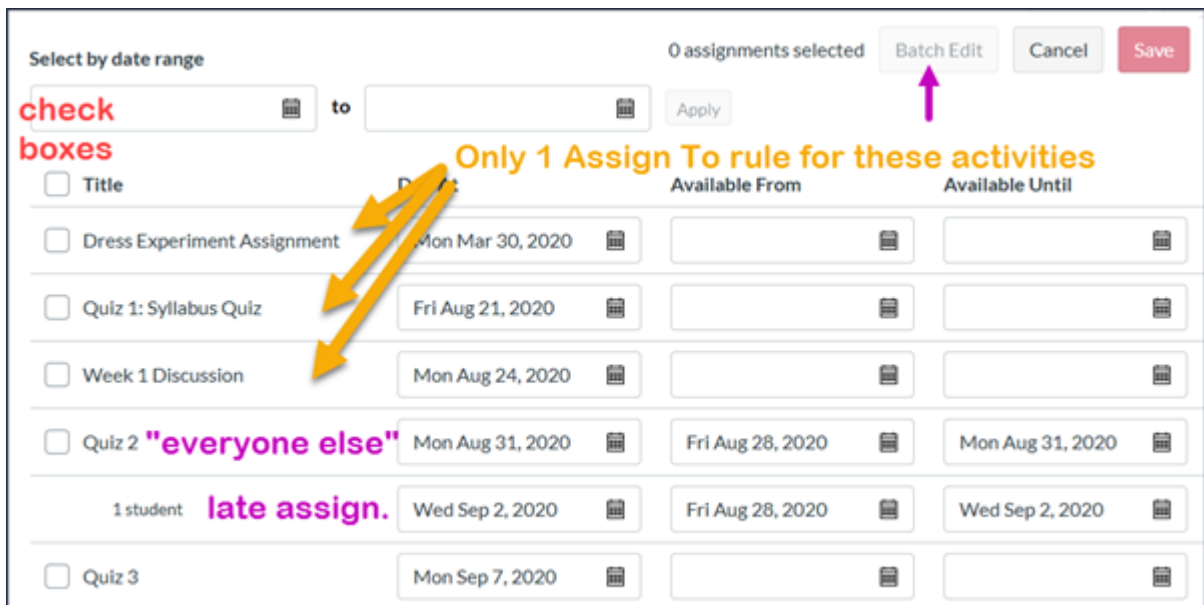 Select by date range
0 assignments selected
Batch Edit
Cancel
Save
check
to
Apply
boxes
Only 1 Assign To rule for these activities
Title
Available From
Available Until
Dress Experiment Assignment
Mon Mar 30, 2020
Quiz 1: Syllabus Quiz
Fri Aug 21, 2020
Week 1 Discussion
Mon Aug 24, 2020
Quiz 2 "everyone else"
Mon Aug 31, 2020
Fri Aug 28, 2020
Mon Aug 31, 2020
1 student late assign.
Wed Sep 2, 2020
Fri Aug 28, 2020
Wed Sep 2, 2020
Quiz 3
Mon Sep 7, 2020